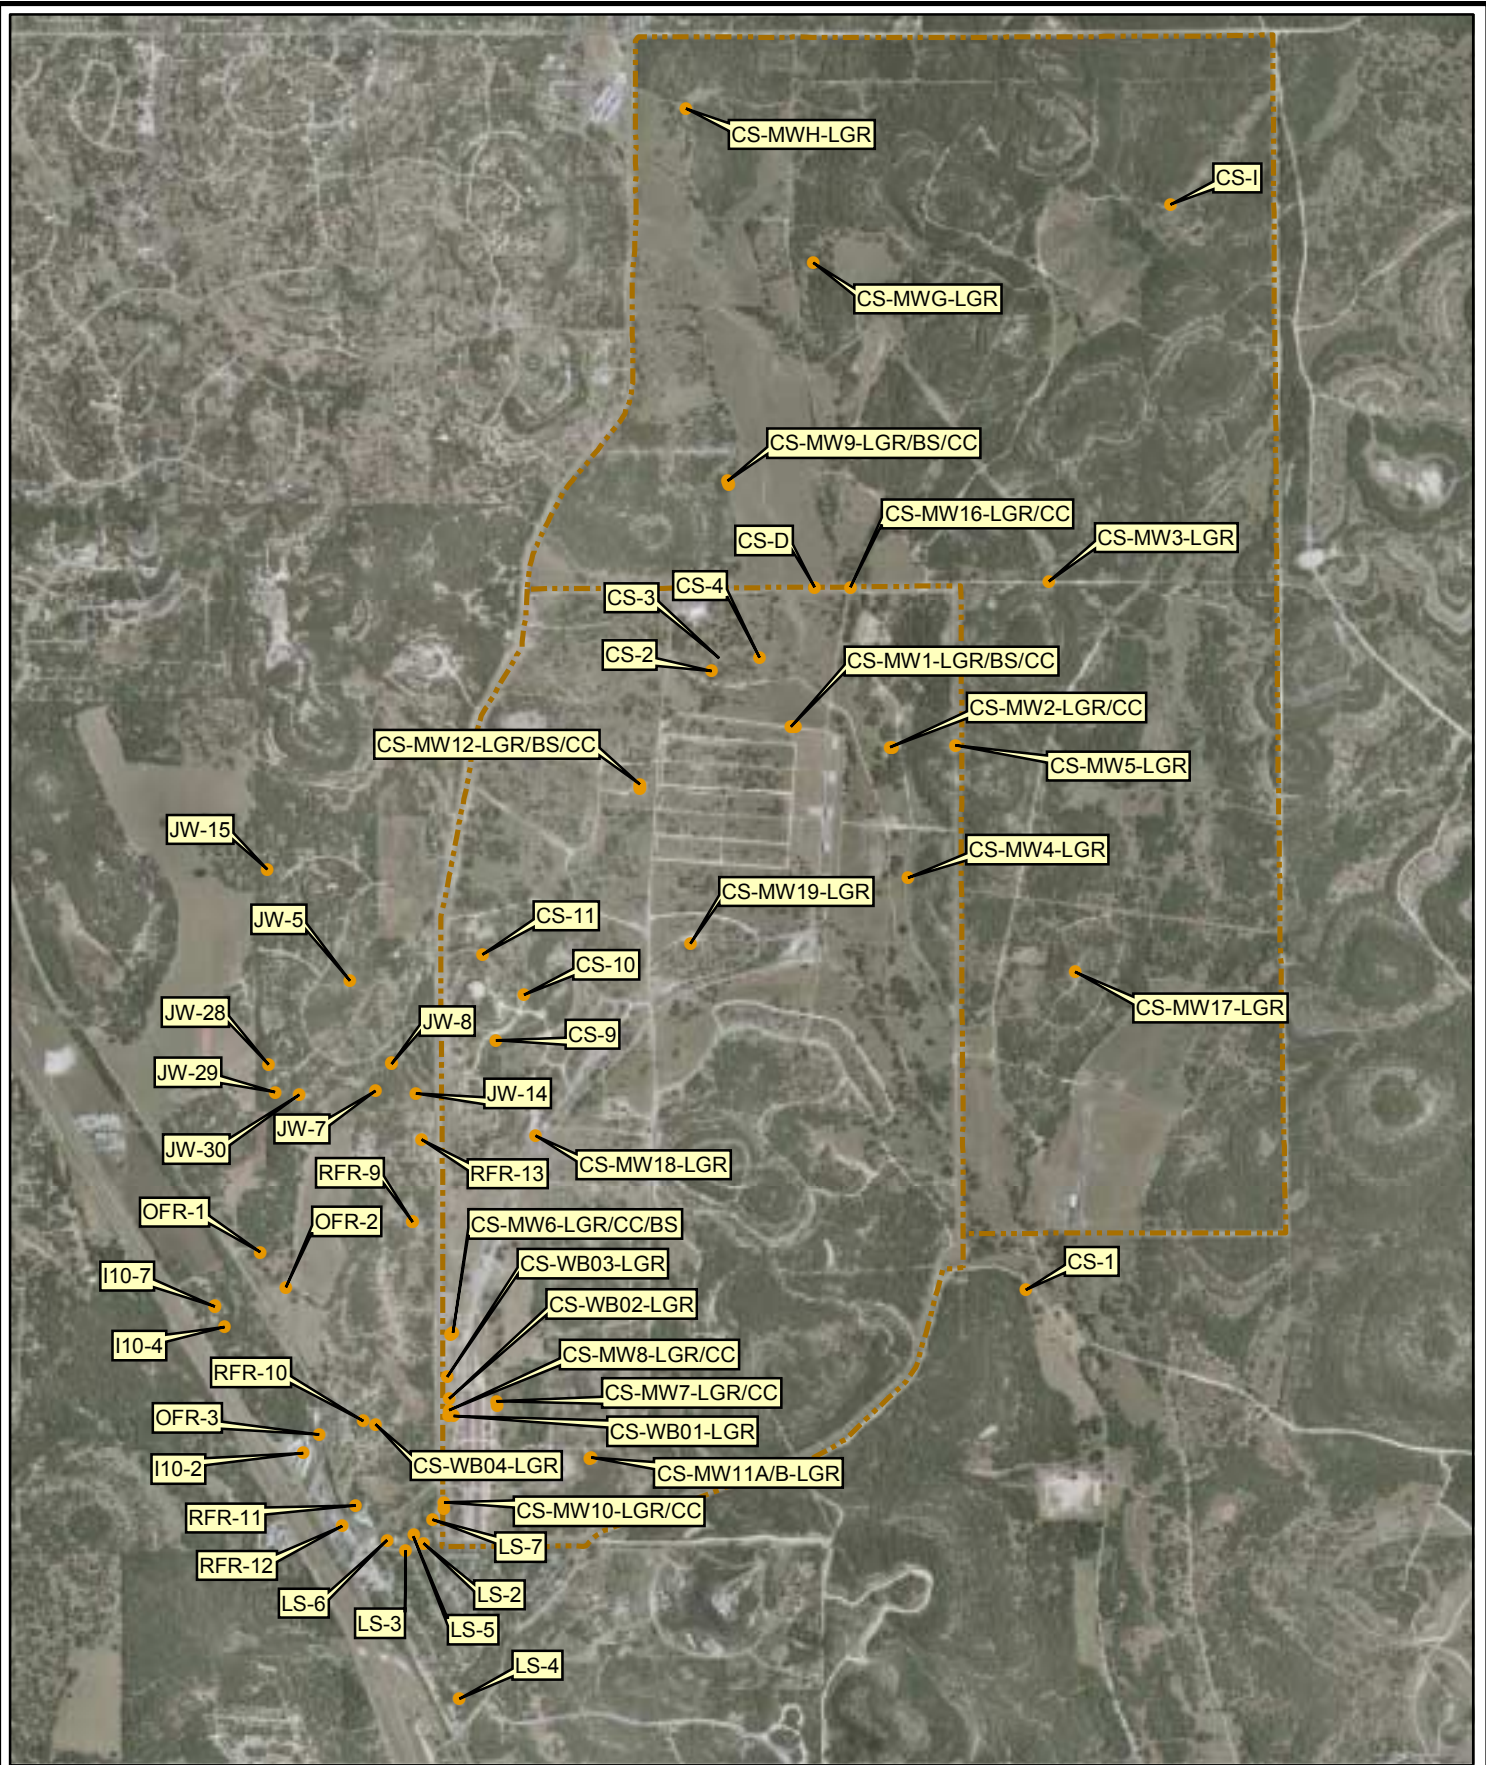 CS-MWH-LGR
CS-I
CS-MWG-LGR
CS-MW9-LGR/BS/CC
CS-MW16-LGR/CC
CS-D
CS-MW3-LGR
CS-4
CS-3
CS-2
CS-MW1-LGR/BS/CC
CS-MW2-LGR/CC
CS-MW12-LGR/BS/CC
CS-MW5-LGR
JW-15
CS-MW4-LGR
CS-MW19-LGR
JW-5
CS-11
CS-10
CS-MW17-LGR
JW-28
JW-8
CS-9
JW-29
JW-14
JW-7
JW-30
CS-MW18-LGR
RFR-9
RFR-13
OFR-1
OFR-2
CS-MW6-LGR/CC/BS
CS-WB03-LGR
CS-1
I10-7
CS-WB02-LGR
I10-4
CS-MW8-LGR/CC
RFR-10
CS-MW7-LGR/CC
OFR-3
CS-WB01-LGR
I10-2
CS-WB04-LGR
CS-MW11A/B-LGR
RFR-11
CS-MW10-LGR/CC
LS-7
RFR-12
LS-2
LS-6
LS-3
LS-5
LS-4